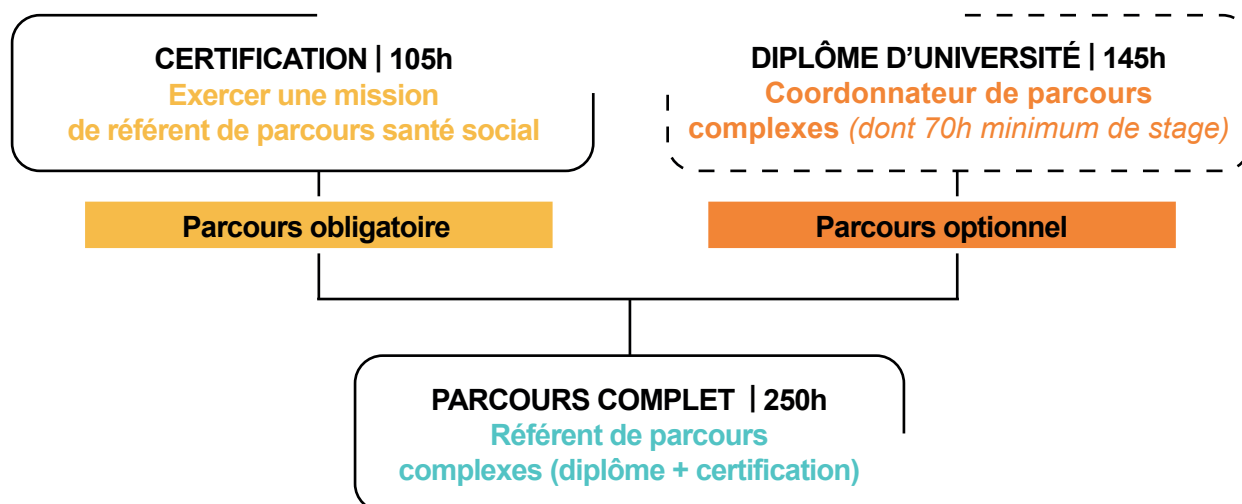 CERTIFICATION | 105h
Exercer une mission
de référent de parcours santé social
Parcours obligatoire
DIPLÔME D’UNIVERSITÉ | 145h
Coordonnateur de parcours
complexes (dont 70h minimum de stage)
Parcours optionnel
PARCOURS COMPLET | 250h
Référent de parcours
complexes (diplôme + certification)